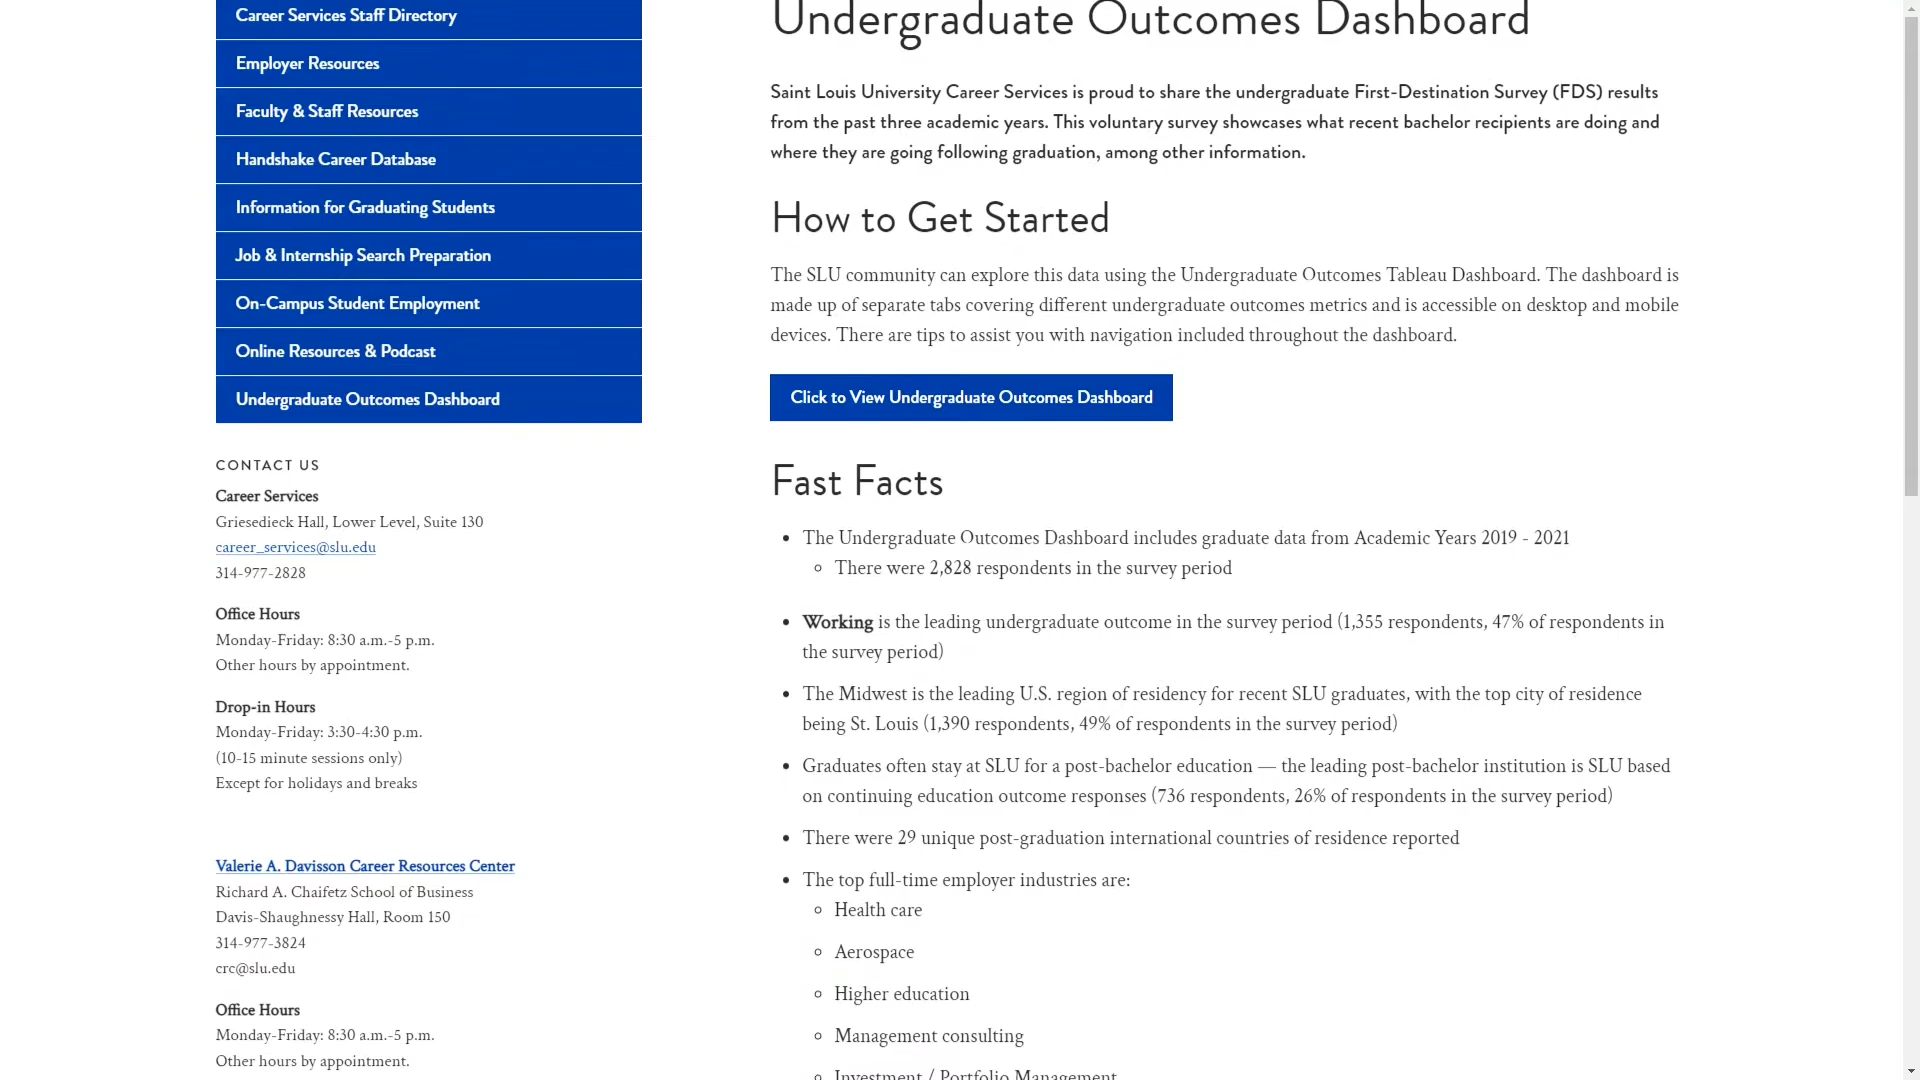 Career Services Staff Directory
Employer Resources
Faculty & Staff Resources
Handshake Career Database
Information for Graduating Students
Job & Internship Search Preparation
On-Campus Student Employment
Online Resources & Podcast
Undergraduate Outcomes Dashboard
CONTACT US
Career Services
Griesedieck Hall, Lower Level, Suite 130
career_services@slu.edu
314-977-2828
Office Hours
Monday-Friday: 8:30 a.m.-5 p.m.
Other hours by appointment.
Drop-in Hours
Monday-Friday: 3:30-4:30 p.m.
(10-15 minute sessions only)
Except for holidays and breaks
Valerie A. Davisson Career Resources Center
Richard A. Chaifetz School of Business
Davis-Shaughnessy Hall, Room 150
314-977-3824
crc@slu.edu
Office Hours
Monday-Friday: 8:30 a.m.-5 p.m.
Other hours by appointment.
Undergraduate Outcomes Dashboard
Saint Louis University Career Services is proud to share the undergraduate First-Destination Survey (FDS) results
from the past three academic years. This voluntary survey showcases what recent bachelor recipients are doing and
where they are going following graduation, among other information.
How to Get Started
The SLU community can explore this data using the Undergraduate Outcomes Tableau Dashboard. The dashboard is
made up of separate tabs covering different undergraduate outcomes metrics and is accessible on desktop and mobile
devices. There are tips to assist you with navigation included throughout the dashboard.
Click to View Undergraduate Outcomes Dashboard
Fast Facts
The Undergraduate Outcomes Dashboard includes graduate data from Academic Years 2019 - 2021
There were 2,828 respondents in the survey period
Working is the leading undergraduate outcome in the survey period (1,355 respondents, 47% of respondents in
the survey period)
The Midwest is the leading U.S. region of residency for recent SLU graduates, with the top city of residence
being St. Louis (1,390 respondents, 49% of respondents in the survey period)
Graduates often stay at SLU for a post-bachelor education — the leading post-bachelor institution is SLU based
on continuing education outcome responses (736 respondents, 26% of respondents in the survey period)
There were 29 unique post-graduation international countries of residence reported
The top full-time employer industries are:
Health care
Aerospace
Higher education
Management consulting
Investment / Portfolio Management